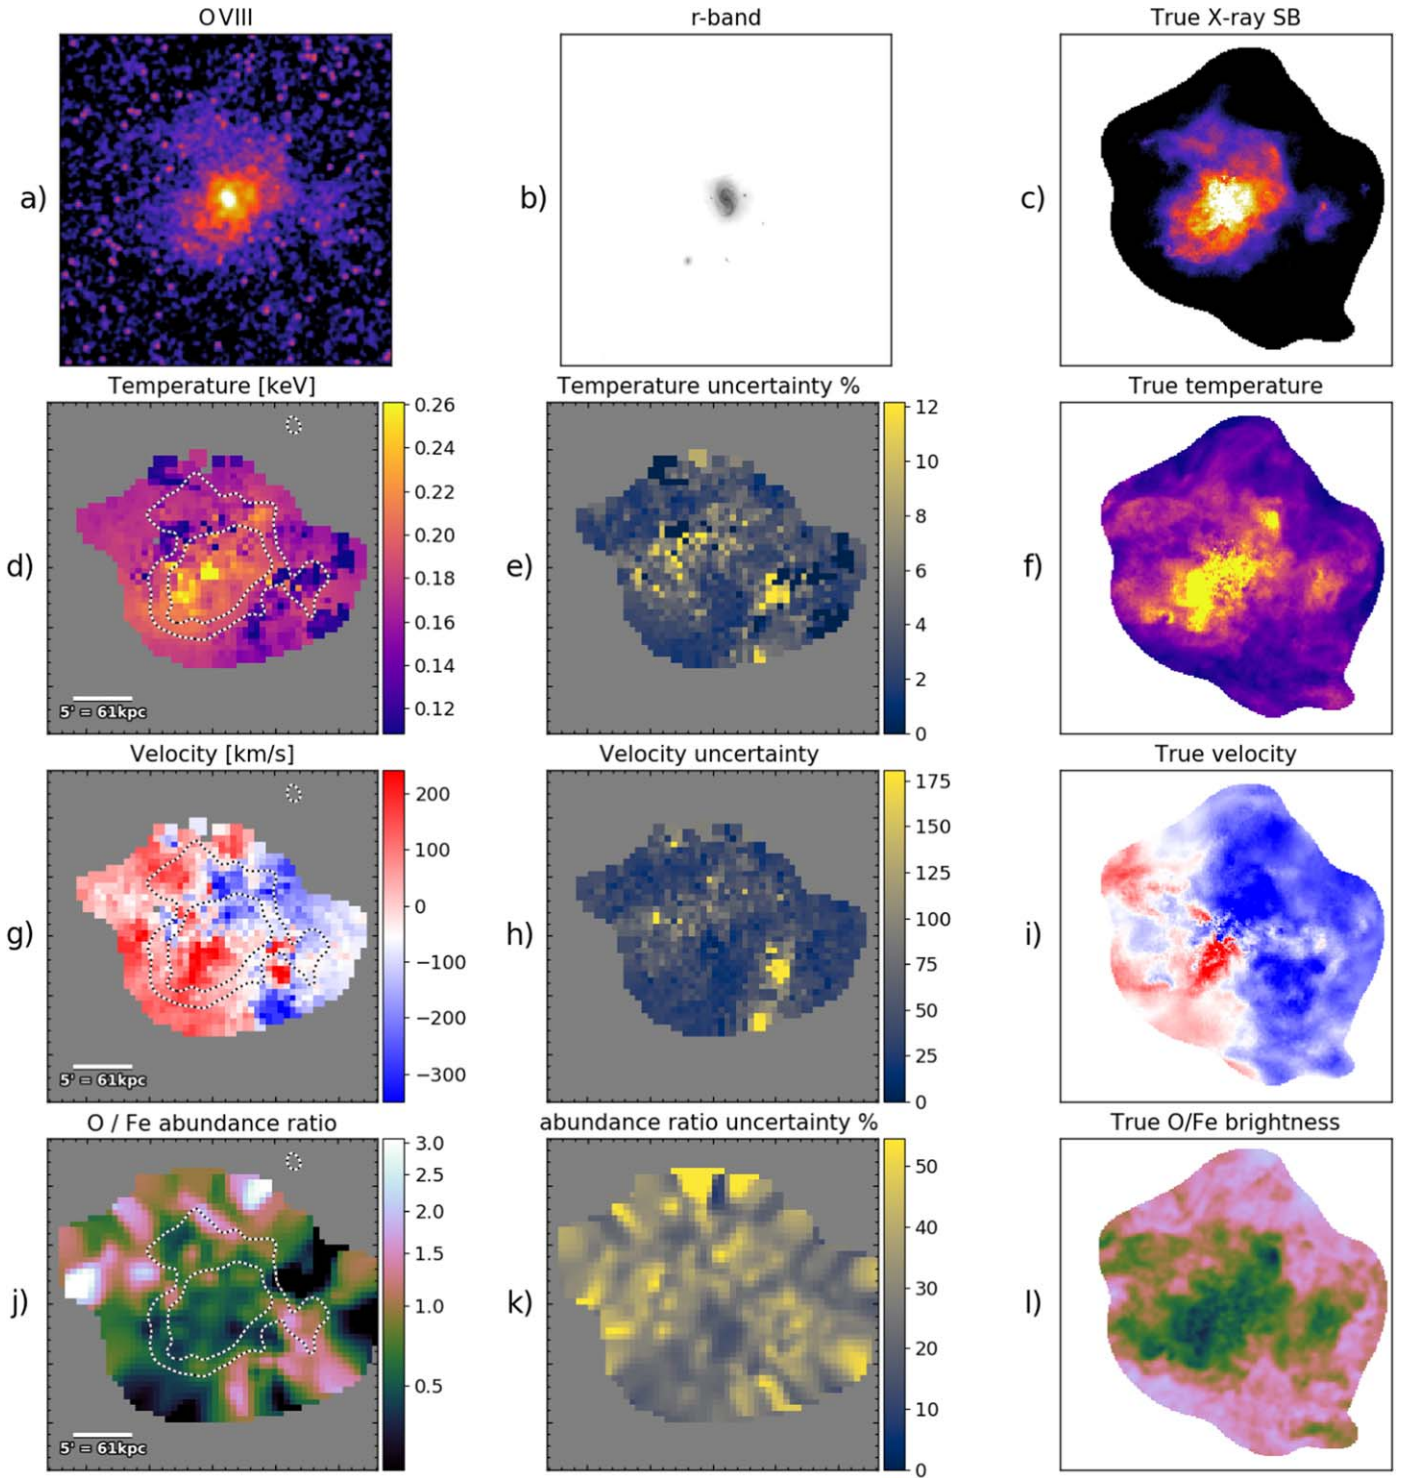 O VIII
r-band
True X-ray SB
a)
b)
c)
Temperature [keV]
Temperature uncertainty %
True temperature
d)
0.26
0.24
0.22
0.20
0.18
0.16
0.14
0.12
5' = 61kpc
e)
12
10
8
6
4
2
0
f)
Velocity [km/s]
Velocity uncertainty
True velocity
g)
200
100
0
−100
−200
−300
5' = 61kpc
h)
175
150
125
100
75
50
25
0
i)
O / Fe abundance ratio
abundance ratio uncertainty %
True O/Fe brightness
j)
3.0
2.5
2.0
1.5
1.0
0.5
5' = 61kpc
k)
50
40
30
20
10
0
l)